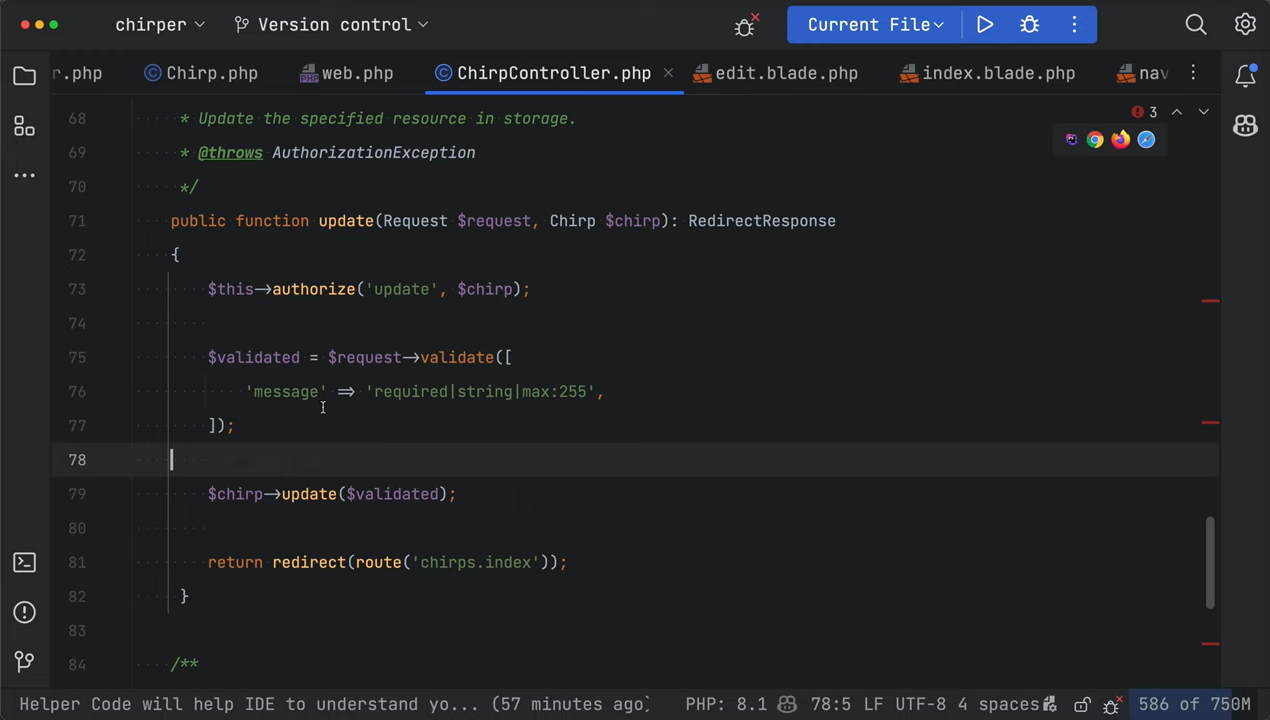 chirper Version control Current File
r.php Chirp.php web.php ChirpController.php edit.blade.php index.blade.php nav
68 * Update the specified resource in storage. 3
69 * @throws AuthorizationException
70 */
71 public function update(Request $request, Chirp $chirp): RedirectResponse
72 {
73 $this->authorize('update', $chirp);
74
75 $validated = $request->validate([
76 'message' => 'required|string|max:255',
77 ]);
78
79 $chirp->update($validated);
80
81 return redirect(route('chirps.index'));
82 }
83
84 /**
Helper Code will help IDE to understand yo... (57 minutes ago) PHP: 8.1 78:5 LF UTF-8 4 spaces 586 of 750M